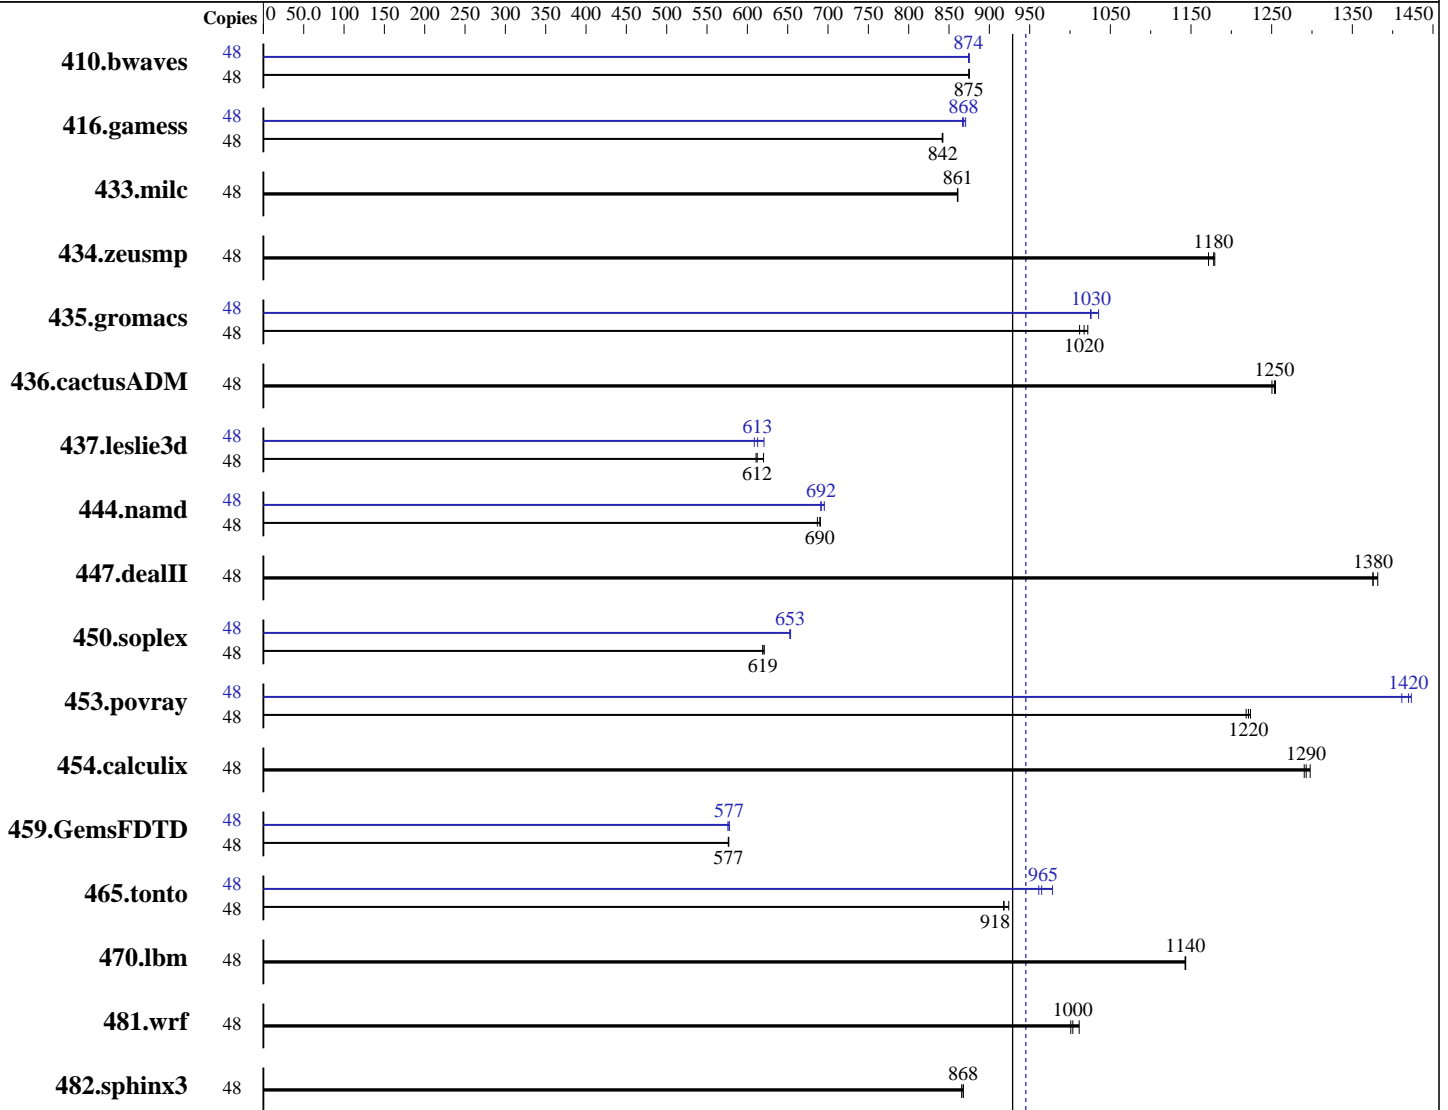 Copies 0 50.0 100 150 200 250 300 350 400 450 500 550 600 650 700 750 800 850 900 950 1050 1150 1250 1350 1450
410.bwaves 48 874
48 875
416.gamess 48 868
48 842
433.milc 48 861
434.zeusmp 48 1180
435.gromacs 48 1030
48 1020
436.cactusADM 48 1250
437.leslie3d 48 613
48 612
444.namd 48 692
48 690
447.dealII 48 1380
450.soplex 48 653
48 619
453.povray 48 1420
48 1220
454.calculix 48 1290
459.GemsFDTD 48 577
48 577
465.tonto 48 965
48 918
470.lbm 48 1140
481.wrf 48 1000
482.sphinx3 48 868